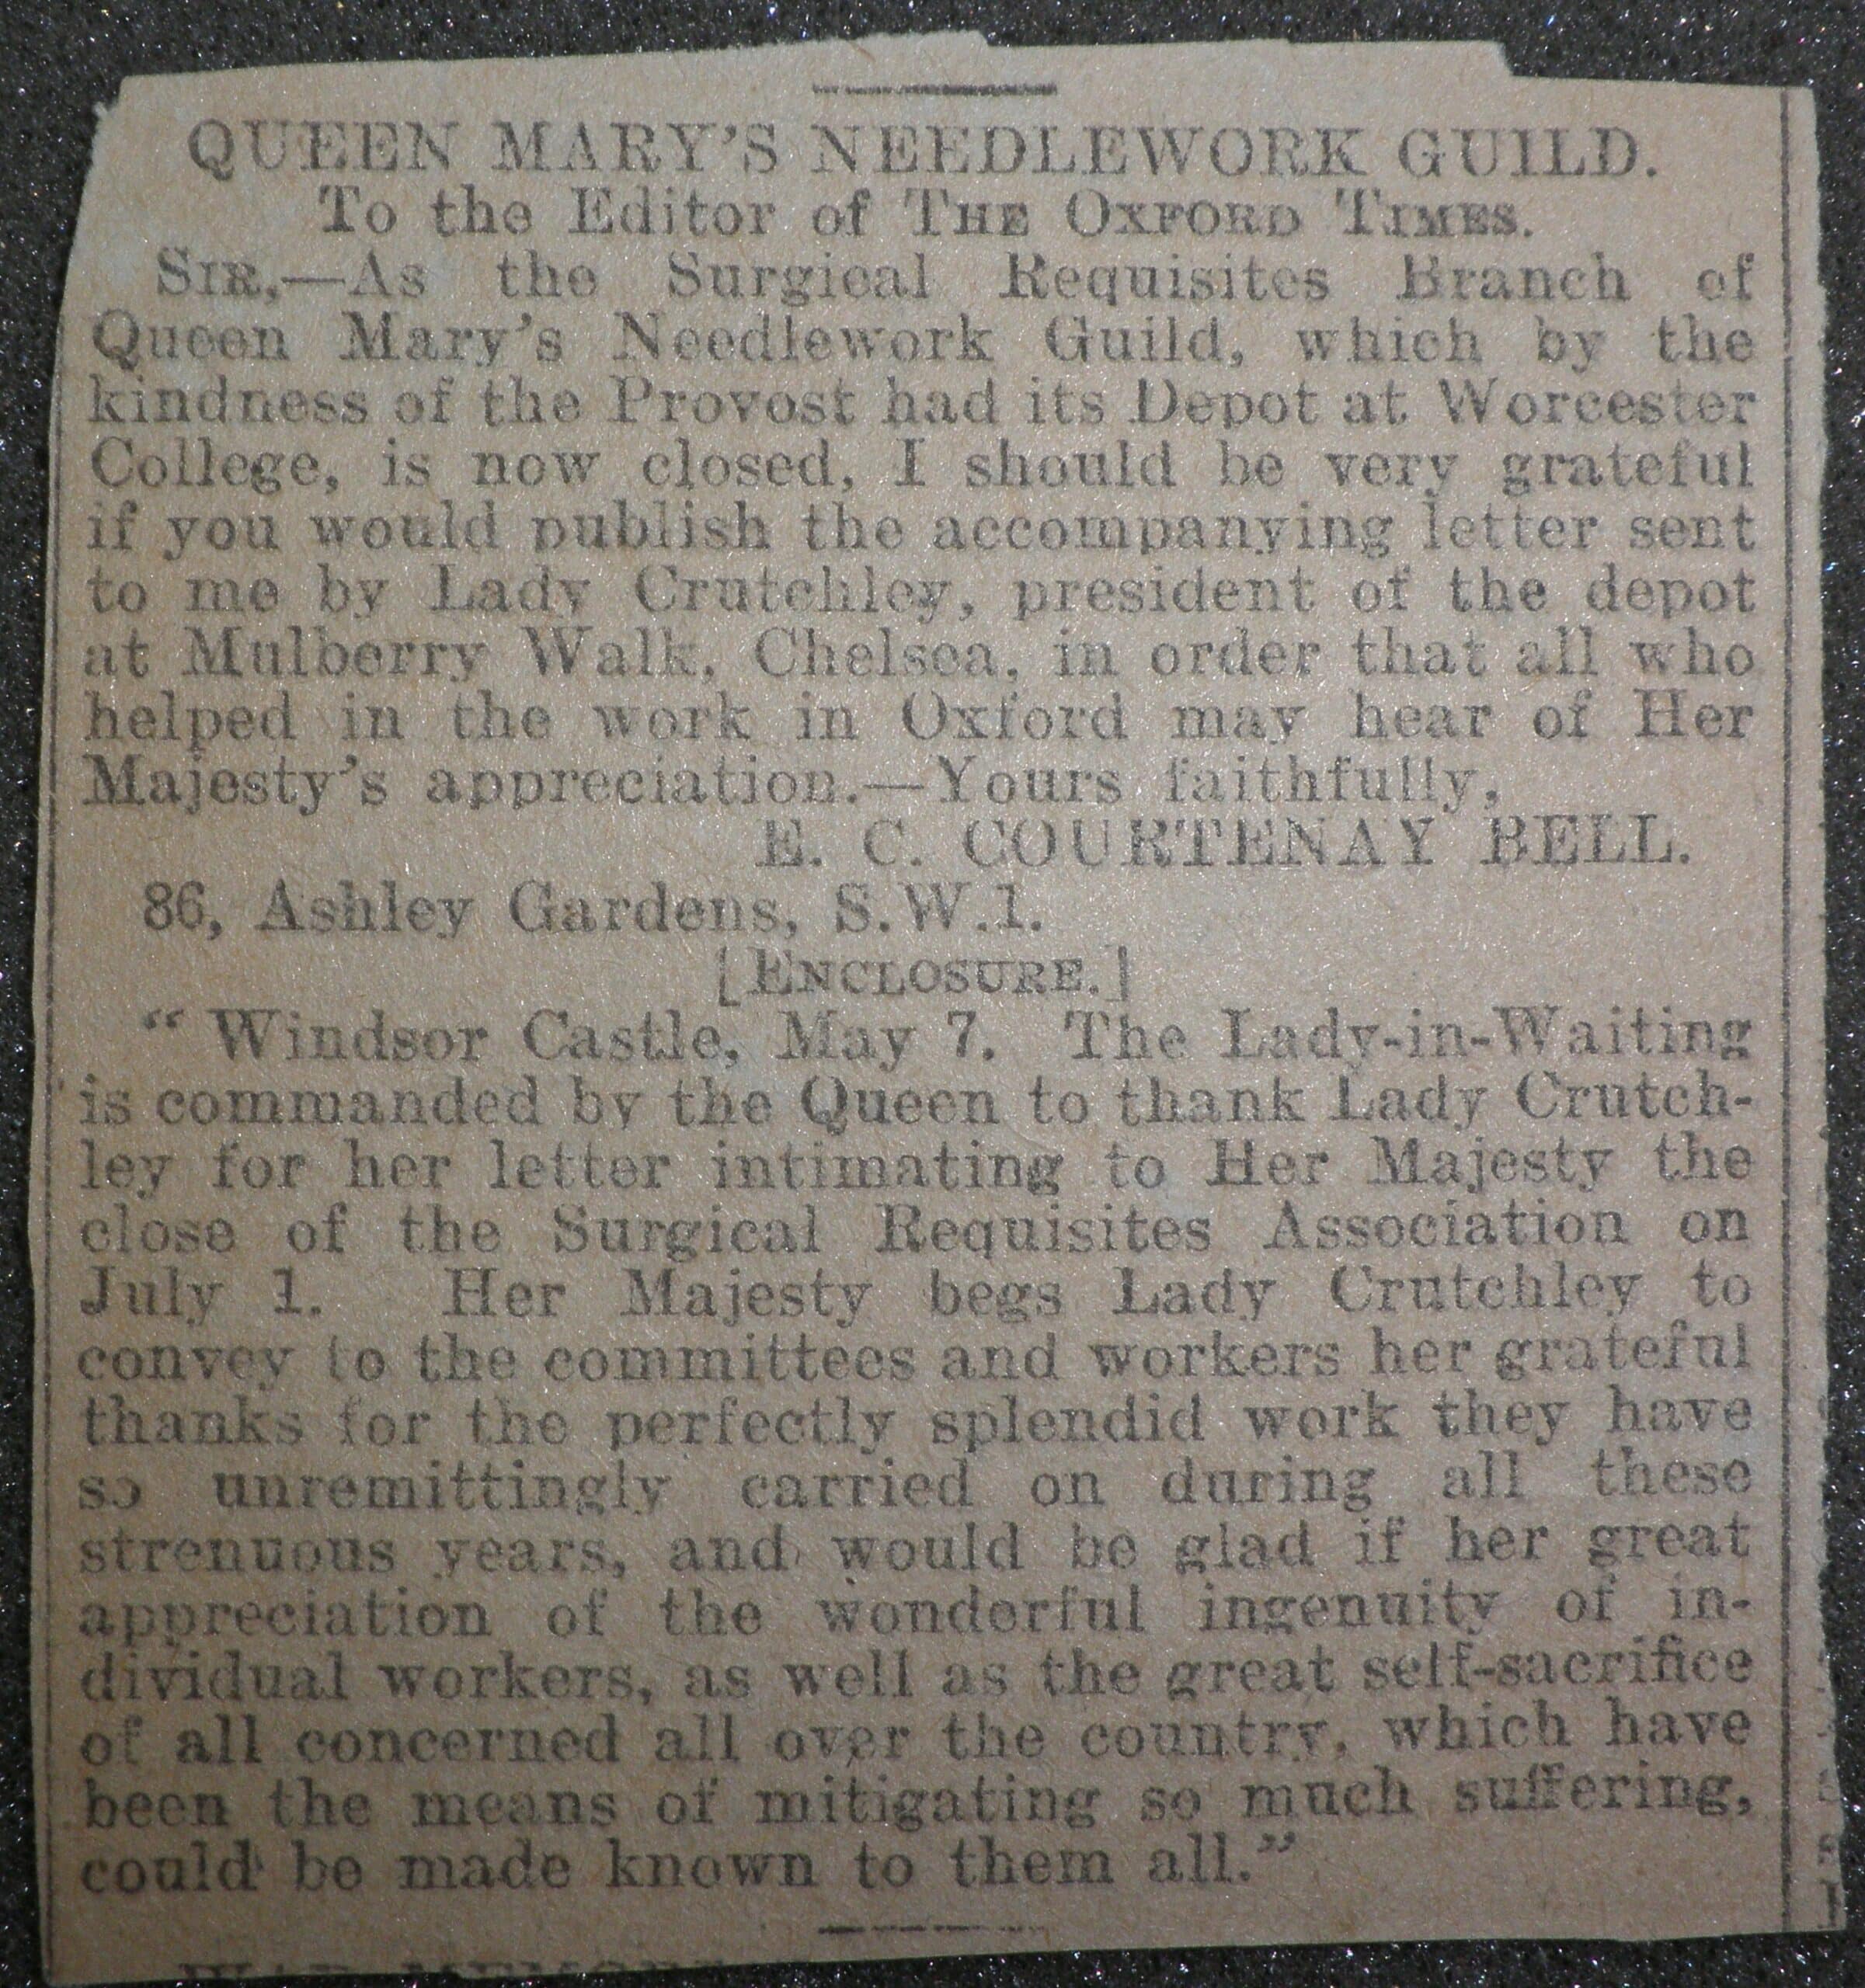 QUEEN MARY'S NEEDLEWORK GUILD.
To the Editor of THE OXFORD TIMES.
SIR,—As the Surgical Requisites Branch of
Queen Mary's Needlework Guild, which by the
kindness of the Provost had its Depot at Worcester
College, is now closed, I should be very grateful
if you would publish the accompanying letter sent
to me by Lady Crutchley, president of the depot
at Mulberry Walk, Chelsea, in order that all who
helped in the work in Oxford may hear of Her
Majesty's appreciation.—Yours faithfully,
E. C. COURTENAY BELL.
86, Ashley Gardens, S.W.1.
[ENCLOSURE.]
"Windsor Castle, May 7. The Lady-in-Waiting
is commanded by the Queen to thank Lady Crutch-
ley for her letter intimating to Her Majesty the
close of the Surgical Requisites Association on
July 1. Her Majesty begs Lady Crutchley to
convey to the committees and workers her grateful
thanks for the perfectly splendid work they have
so unremittingly carried on during all these
strenuous years, and would be glad if her great
appreciation of the wonderful ingenuity of in-
dividual workers, as well as the great self-sacrifice
of all concerned all over the country, which have
been the means of mitigating so much suffering,
could be made known to them all."